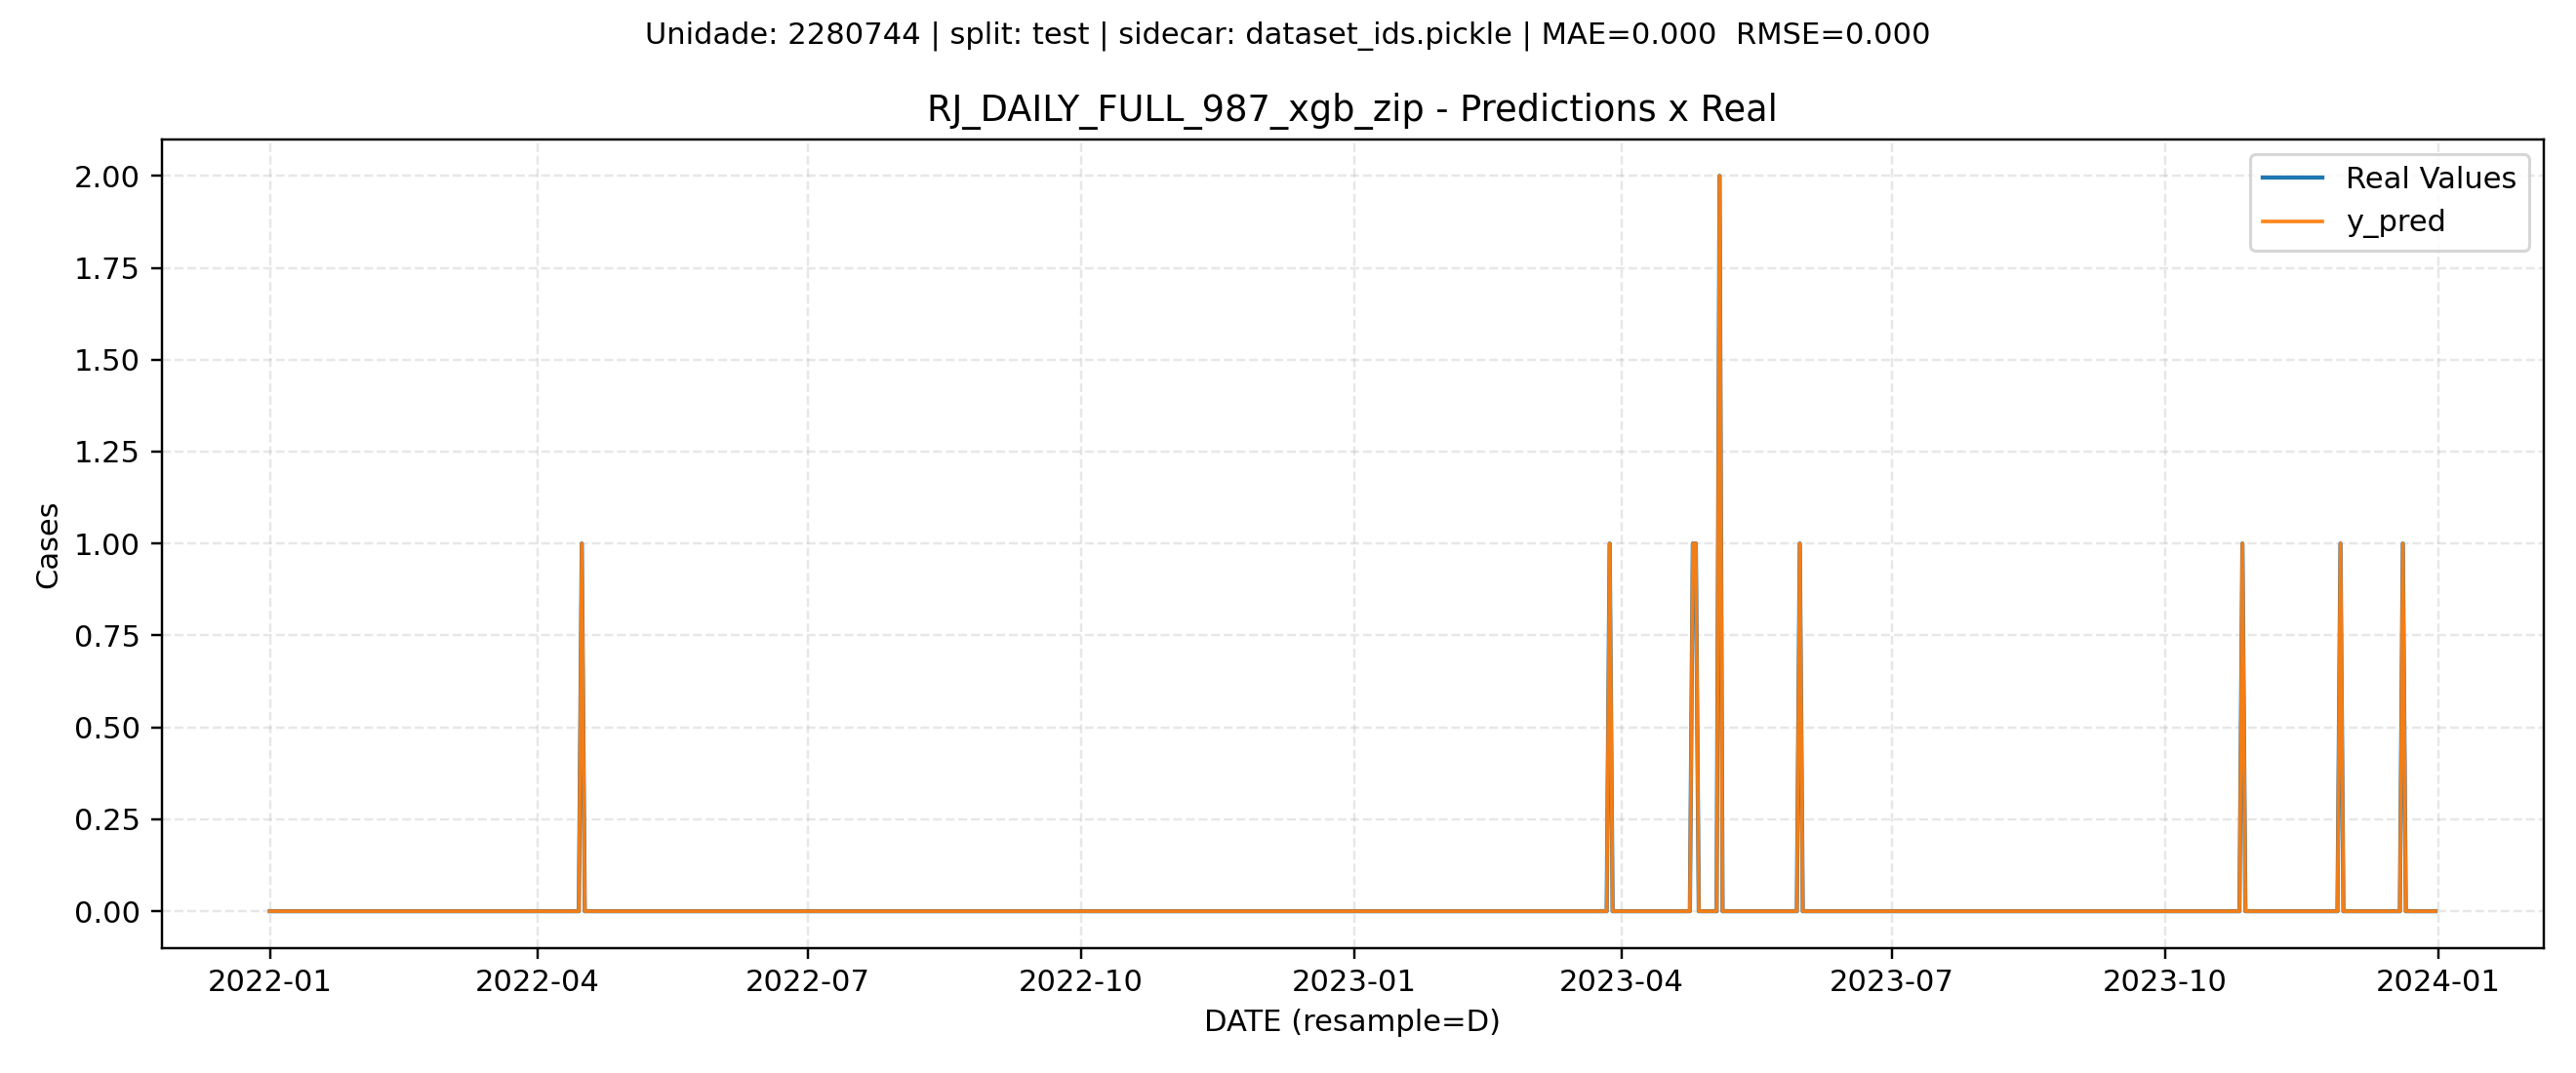 Unidade: 2280744 | split: test | sidecar: dataset_ids.pickle | MAE=0.000  RMSE=0.000
RJ_DAILY_FULL_987_xgb_zip - Predictions x Real
Real Values
y_pred
2.00
1.75
1.50
1.25
1.00
0.75
0.50
0.25
0.00
Cases
2022-01 2022-04 2022-07 2022-10 2023-01 2023-04 2023-07 2023-10 2024-01
DATE (resample=D)